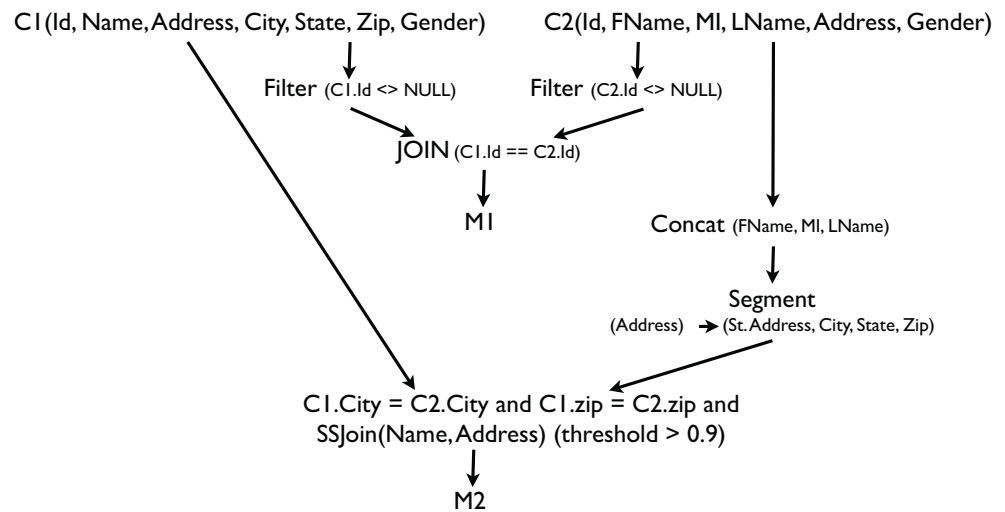 C1(Id, Name, Address, City, State, Zip, Gender)
C2(Id, FName, MI, LName, Address, Gender)
Filter (C1.Id <> NULL)
Filter (C2.Id <> NULL)
JOIN (C1.Id == C2.Id)
M1
Concat (FName, MI, LName)
Segment
(Address) → (St. Address, City, State, Zip)
C1.City = C2.City and C1.zip = C2.zip and
SSJoin(Name, Address) (threshold > 0.9)
M2